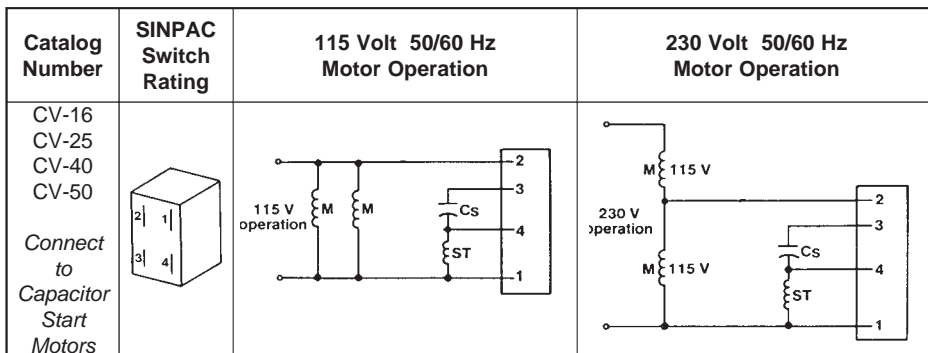 Catalog
Number
SINPAC
Switch
Rating
115 Volt 50/60 Hz
Motor Operation
230 Volt 50/60 Hz
Motor Operation
CV-16
CV-25
CV-40
CV-50
Connect
to
Capacitor
Start
Motors
2 1
3 4
115 V
operation
M M
Cs
ST
2
3
4
1
M 115 V
230 V
operation
M 115 V
Cs
ST
2
3
4
1